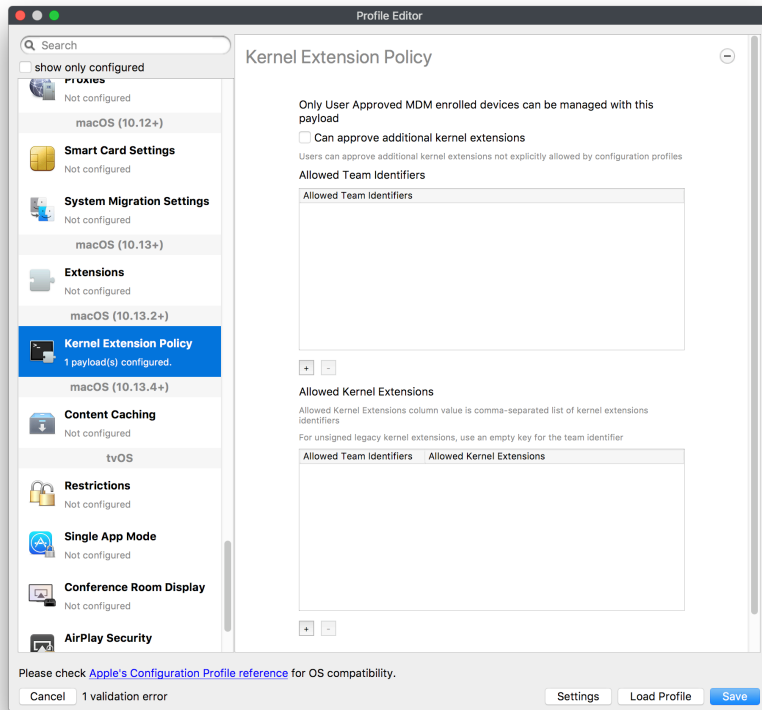 Profile Editor
Search
show only configured
Proxies
Not configured
macOS (10.12+)
Smart Card Settings
Not configured
System Migration Settings
Not configured
macOS (10.13+)
Extensions
Not configured
macOS (10.13.2+)
Kernel Extension Policy
1 payload(s) configured.
macOS (10.13.4+)
Content Caching
Not configured
tvOS
Restrictions
Not configured
Single App Mode
Not configured
Conference Room Display
Not configured
AirPlay Security
Kernel Extension Policy
Only User Approved MDM enrolled devices can be managed with this
payload
Can approve additional kernel extensions
Users can approve additional kernel extensions not explicitly allowed by configuration profiles
Allowed Team Identifiers
Allowed Team Identifiers
+ -
Allowed Kernel Extensions
Allowed Kernel Extensions column value is comma-separated list of kernel extensions
identifiers
For unsigned legacy kernel extensions, use an empty key for the team identifier
Allowed Team Identifiers Allowed Kernel Extensions
+ -
Please check Apple's Configuration Profile reference for OS compatibility.
Cancel 1 validation error Settings Load Profile Save